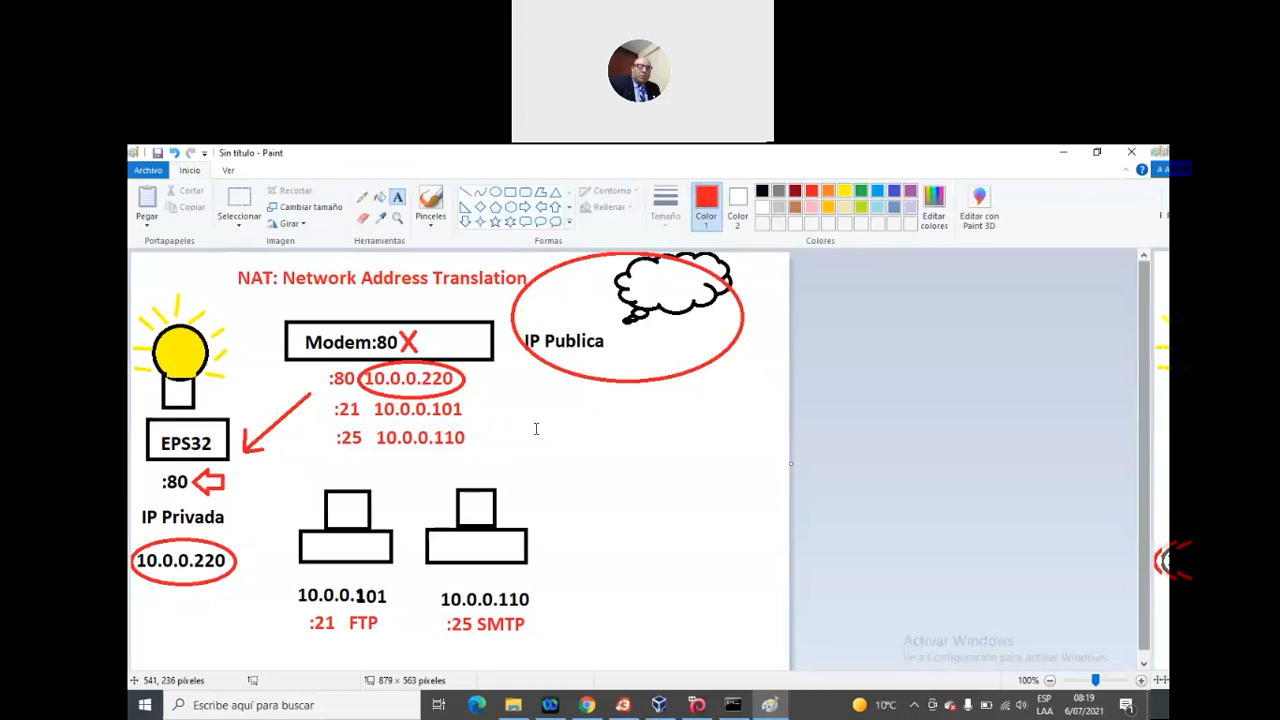 Sin título - Paint
Archivo Inicio Ver
Pegar
Cortar
Copiar
Portapapeles
Seleccionar
Recortar
Cambiar tamaño
Girar
Imagen
Herramientas
Pinceles
Contorno
Rellenar
Formas
Tamaño
Color 1
Color 2
Editar colores
Editar con Paint 3D
Colores
NAT: Network Address Translation
Modem:80 X
IP Publica
:80 10.0.0.220
:21 10.0.0.101
:25 10.0.0.110
EPS32
:80
IP Privada
10.0.0.220
10.0.0.101
:21 FTP
10.0.0.110
:25 SMTP
Activar Windows
Ve a Configuración para activar Windows.
541, 236 píxeles
879 × 563 píxeles
100%
Escribe aquí para buscar
10°C
ESP
LAA
08:19
6/07/2021